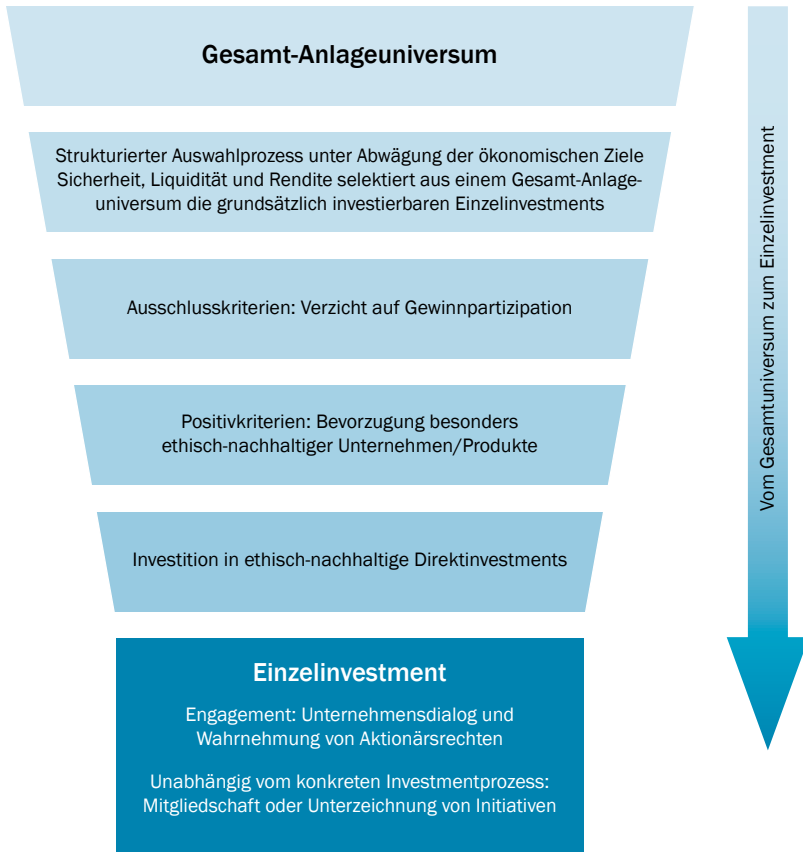 Gesamt-Anlageuniversum
Strukturierter Auswahlprozess unter Abwägung der ökonomischen Ziele
Sicherheit, Liquidität und Rendite selektiert aus einem Gesamt-Anlage-
universum die grundsätzlich investierbaren Einzelinvestments
Ausschlusskriterien: Verzicht auf Gewinnpartizipation
Positivkriterien: Bevorzugung besonders
ethisch-nachhaltiger Unternehmen/Produkte
Investition in ethisch-nachhaltige Direktinvestments
Einzelinvestment
Engagement: Unternehmensdialog und
Wahrnehmung von Aktionärsrechten
Unabhängig vom konkreten Investmentprozess:
Mitgliedschaft oder Unterzeichnung von Initiativen
Vom Gesamtuniversum zum Einzelinvestment